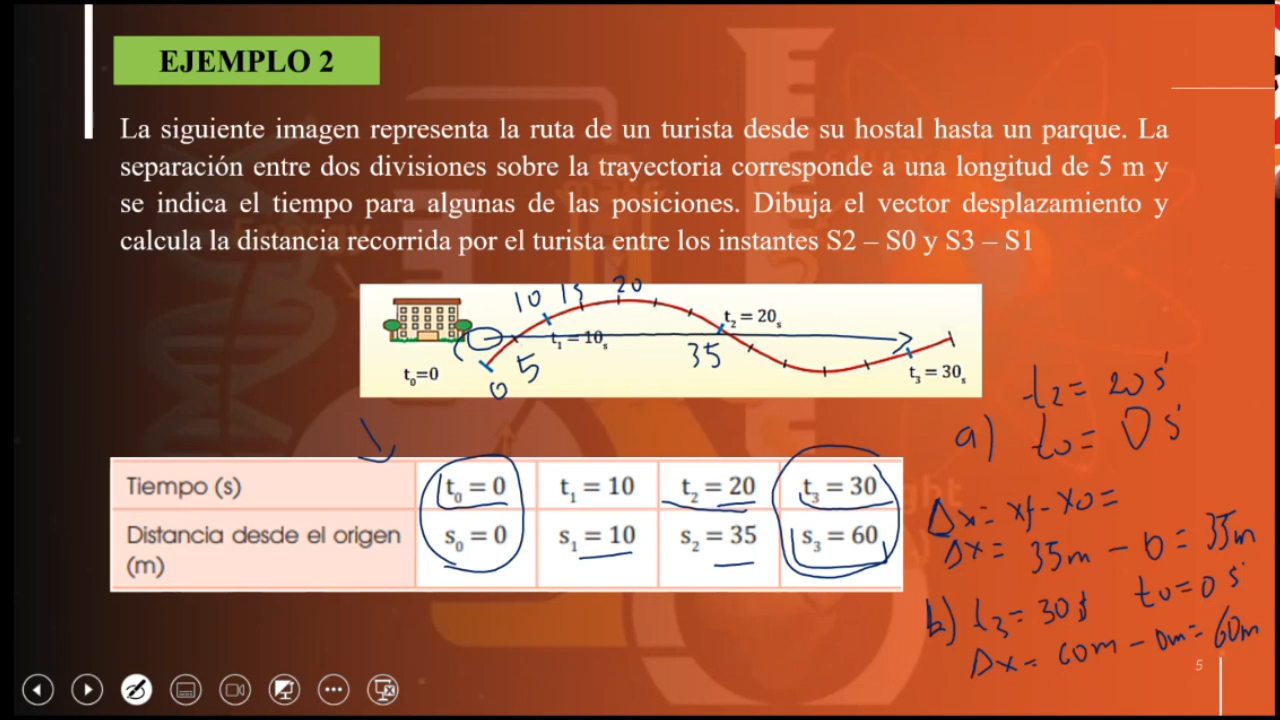 EJEMPLO 2
La siguiente imagen representa la ruta de un turista desde su hostal hasta un parque. La
separación entre dos divisiones sobre la trayectoria corresponde a una longitud de 5 m y
se indica el tiempo para algunas de las posiciones. Dibuja el vector desplazamiento y
calcula la distancia recorrida por el turista entre los instantes S2 – S0 y S3 – S1
10 15 20
t₂ = 20s
t₁ = 10s
35
5
t₀=0
0
t₃ = 30s
t₂ = 20 s
a) t₀ = 0 s
Tiempo (s) t₀ = 0 t₁ = 10 t₂ = 20 t₃ = 30
Distancia desde el origen (m) s₀ = 0 s₁ = 10 s₂ = 35 s₃ = 60
Δx = xf - x0 =
Δx = 35m - 0 = 35m
b) t₃ = 30s t₀ = 0 s
Δx = 60m - 0m = 60m
5